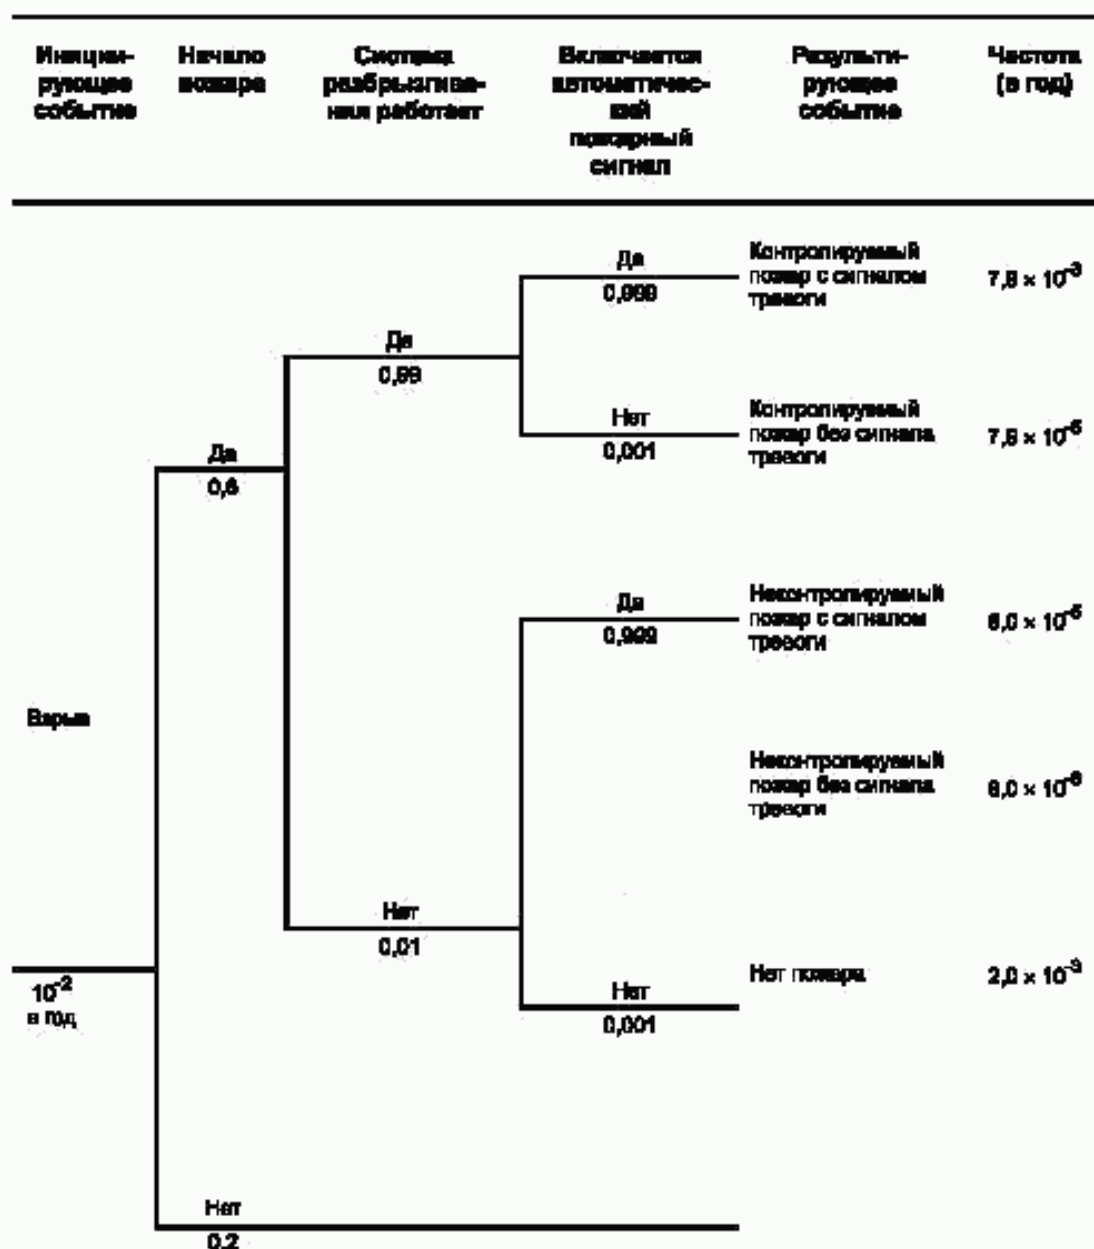 Иниции-
рующее
событие
Начало
пожара
Система
разбрызгива-
ния работает
Включается
автоматичес-
кий
пожарный
сигнал
Результи-
рующее
событие
Частота
(в год)
Да
0,999
Контролируемый
пожар с сигналом
тревоги
7,9 × 10⁻³
Да
0,99
Нет
0,001
Контролируемый
пожар без сигнала
тревоги
7,9 × 10⁻⁶
Да
0,8
Да
0,999
Неконтролируемый
пожар с сигналом
тревоги
8,0 × 10⁻⁵
Взрыв
Неконтролируемый
пожар без сигнала
тревоги
8,0 × 10⁻⁸
Нет
0,01
10⁻²
в год
Нет
0,001
Нет пожара
2,0 × 10⁻³
Нет
0,2